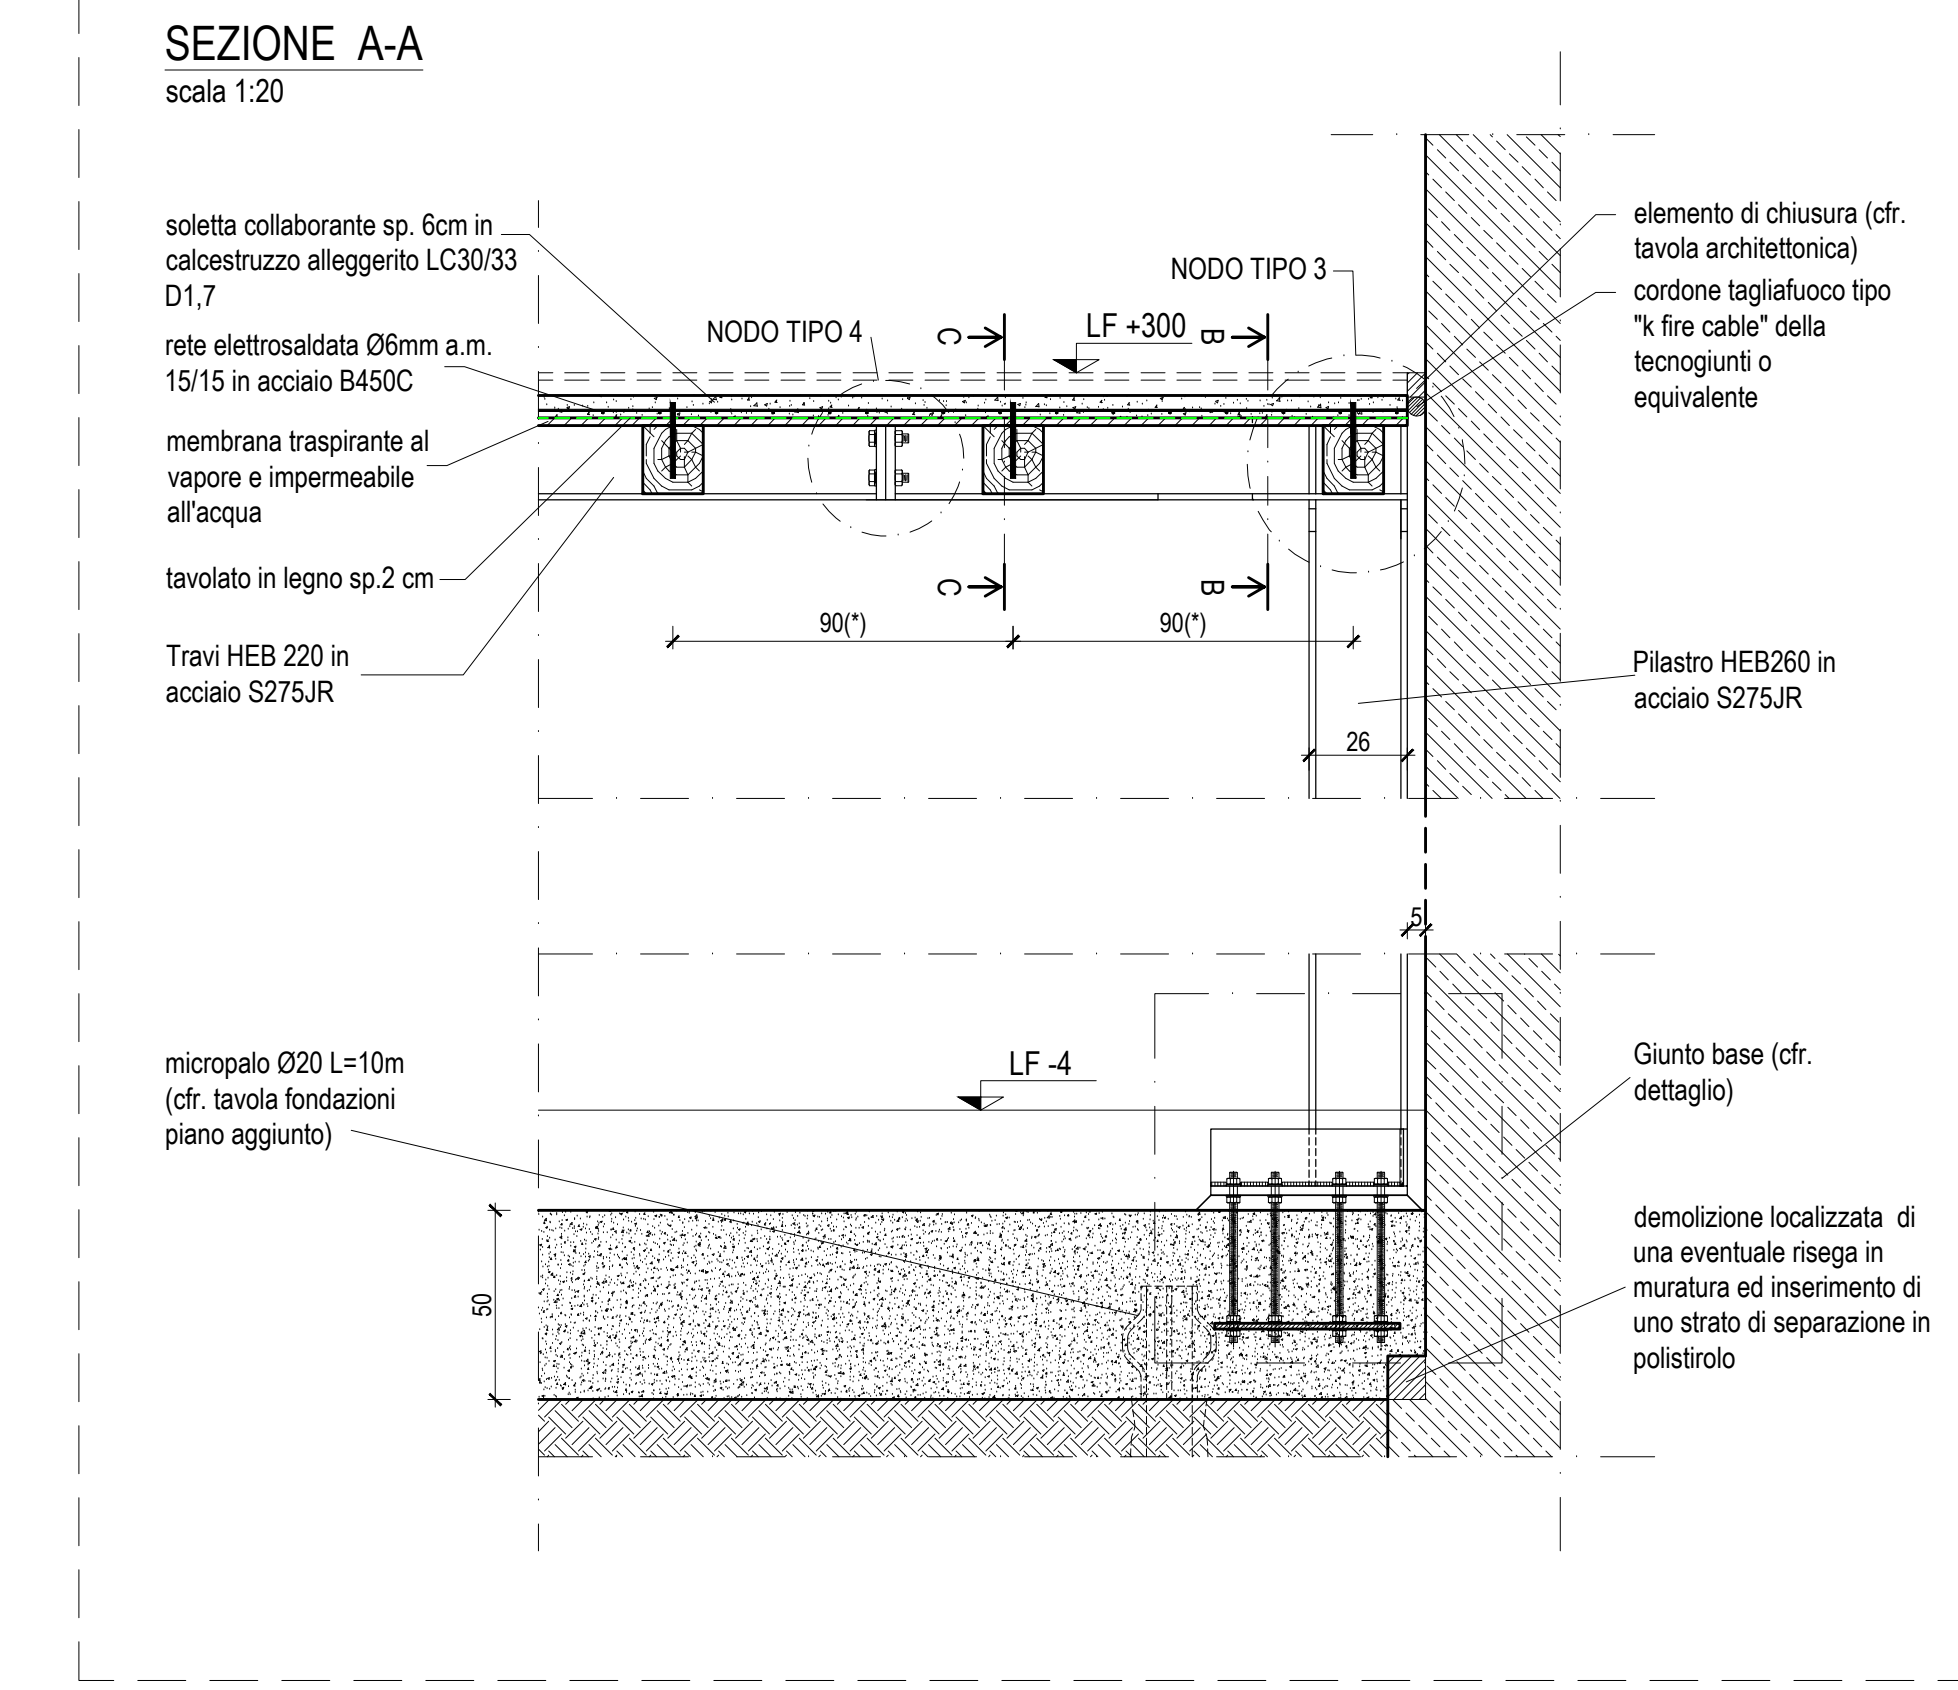 SEZIONE A-A
scala 1:20
soletta collaborante sp. 6cm in
calcestruzzo alleggerito LC30/33
D1,7
rete elettrosaldata Ø6mm a.m.
15/15 in acciaio B450C
membrana traspirante al
vapore e impermeabile
all'acqua
tavolato in legno sp.2 cm
Travi HEB 220 in
acciaio S275JR
micropalo Ø20 L=10m
(cfr. tavola fondazioni
piano aggiunto)
NODO TIPO 4
NODO TIPO 3
C
LF +300
B
C
B
90(*)
90(*)
26
5
LF -4
50
elemento di chiusura (cfr.
tavola architettonica)
cordone tagliafuoco tipo
"k fire cable" della
tecnogiunti o
equivalente
Pilastro HEB260 in
acciaio S275JR
Giunto base (cfr.
dettaglio)
demolizione localizzata di
una eventuale risega in
muratura ed inserimento di
uno strato di separazione in
polistirolo